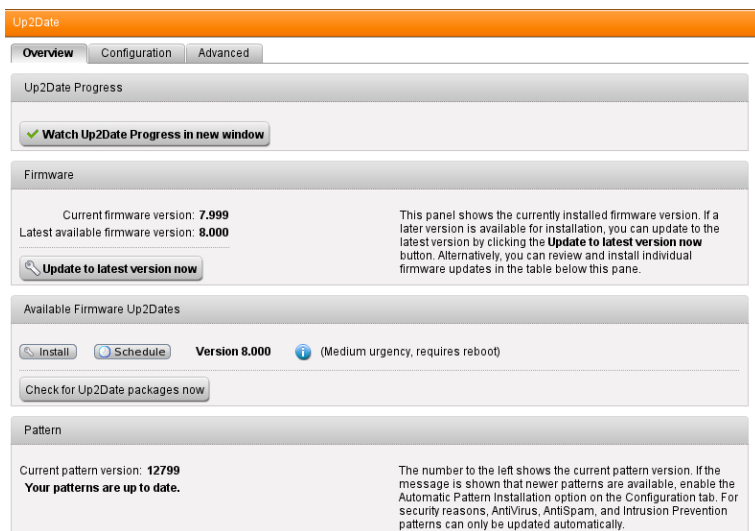 Up2Date
Overview Configuration Advanced
Up2Date Progress
Watch Up2Date Progress in new window
Firmware
Current firmware version: 7.999
Latest available firmware version: 8.000
Update to latest version now
This panel shows the currently installed firmware version. If a
later version is available for installation, you can update to the
latest version by clicking the Update to latest version now
button. Alternatively, you can review and install individual
firmware updates in the table below this pane.
Available Firmware Up2Dates
Install Schedule Version 8.000 (Medium urgency, requires reboot)
Check for Up2Date packages now
Pattern
Current pattern version: 12799
Your patterns are up to date.
The number to the left shows the current pattern version. If the
message is shown that newer patterns are available, enable the
Automatic Pattern Installation option on the Configuration tab. For
security reasons, AntiVirus, AntiSpam, and Intrusion Prevention
patterns can only be updated automatically.